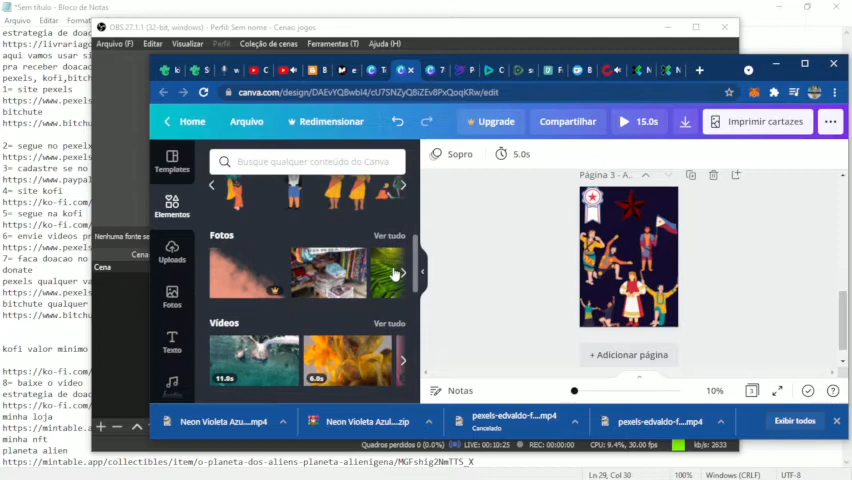 *Sem título - Bloco de Notas
Arquivo Editar Format
estrategia de doac
https://livrariago
aqui vamos usar si
pra receber doacao
pexels, kofi,bitchute
1= site pexels
https://www.pexels
bitchute
https://www.bitchu
2= segue no pexelx
https://www.pexels
3= cadastre se no
https://www.paypal
4= site kofi
https://ko-fi.com/
5= segue na kofi
https://ko-fi.com/
6= envie videos pr
https://www.pexels
7= faca doacao no
donate
pexels qualquer va
https://www.pexels
bitchute qualquer
https://www.bitchu
kofi valor minimo
https://ko-fi.com/
8= baixe o video
estrategia de doac
https://ko-fi.com/
minha loja
https://mintable.a
minha nft
planeta alien
https://mintable.app/collectibles/item/o-planeta-dos-aliens-planeta-alienigena/MGFshig2NmTTS_X
Ln 29, Col 30 100% Windows (CRLF) UTF-8
OBS 27.1.1 (32-bit, windows) - Perfil: Sem nome - Cenas: jogos
Arquivo (F) Editar Visualizar Perfil Coleção de cenas Ferramentas (T) Ajuda (H)
Nenhuma fonte se
Cena
Cena
Quadros perdidos 0 (0.0%) LIVE: 00:10:25 REC: 00:00:00 CPU: 9.4%, 30.00 fps kb/s: 2633
canva.com/design/DAEvYQBwbl4/cU7SNZyQBiZEv8PxQoqKRw/edit
Home Arquivo Redimensionar Upgrade Compartilhar 15.0s Imprimir cartazes
Templates
Elementos
Uploads
Fotos
Texto
Áudio
Busque qualquer conteúdo do Canva
Fotos Ver tudo
Vídeos Ver tudo
11.0s 6.0s
Sopro 5.0s
Página 3 - A...
+ Adicionar página
Notas 10% 3
Neon Violeta Azu....mp4
Neon Violeta Azul....zip
pexels-edvaldo-f....mp4
Cancelado
pexels-edvaldo-f....mp4
Exibir todos